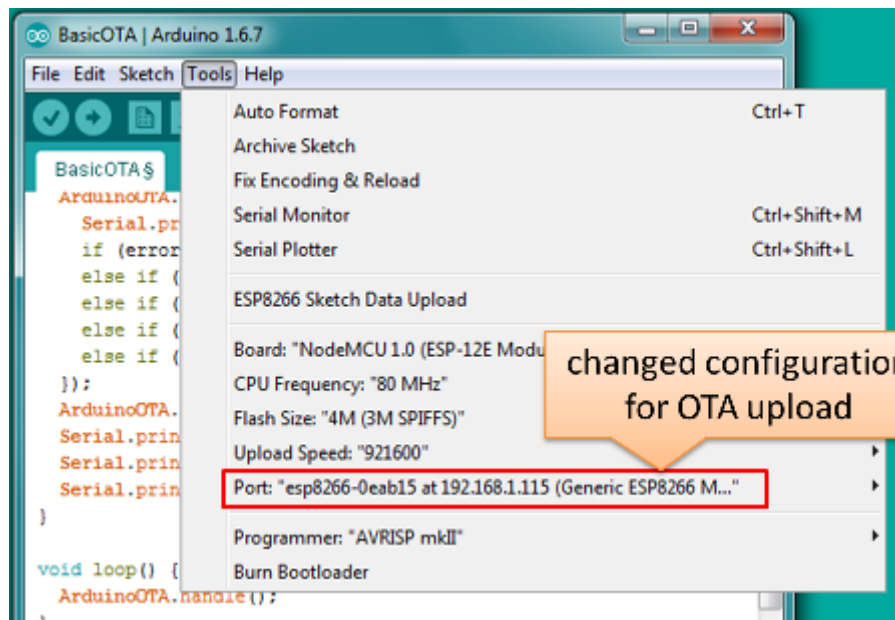 BasicOTA | Arduino 1.6.7
File Edit Sketch Tools Help
Auto Format Ctrl+T
Archive Sketch
BasicOTA§
Fix Encoding & Reload
ArduinoOTA.
Serial Monitor Ctrl+Shift+M
Serial.pr
Serial Plotter Ctrl+Shift+L
if (error
else if (
ESP8266 Sketch Data Upload
else if (
else if (
Board: "NodeMCU 1.0 (ESP-12E Modu
else if (
changed configuration
for OTA upload
CPU Frequency: "80 MHz"
});
Flash Size: "4M (3M SPIFFS)"
ArduinoOTA.
Serial.prin
Upload Speed: "921600"
Serial.prin
Port: "esp8266-0eab15 at 192.168.1.115 (Generic ESP8266 M..."
Serial.prin
}
Programmer: "AVRISP mkII"
void loop() {
Burn Bootloader
ArduinoOTA.handle();